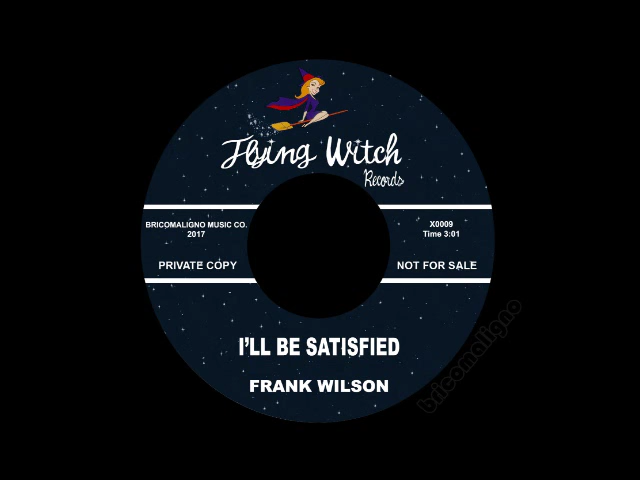 Flying Witch
Records
BRICOMALIGNO MUSIC CO.
2017
X0009
Time 3:01
PRIVATE COPY
NOT FOR SALE
I'LL BE SATISFIED
FRANK WILSON
bricomaligno